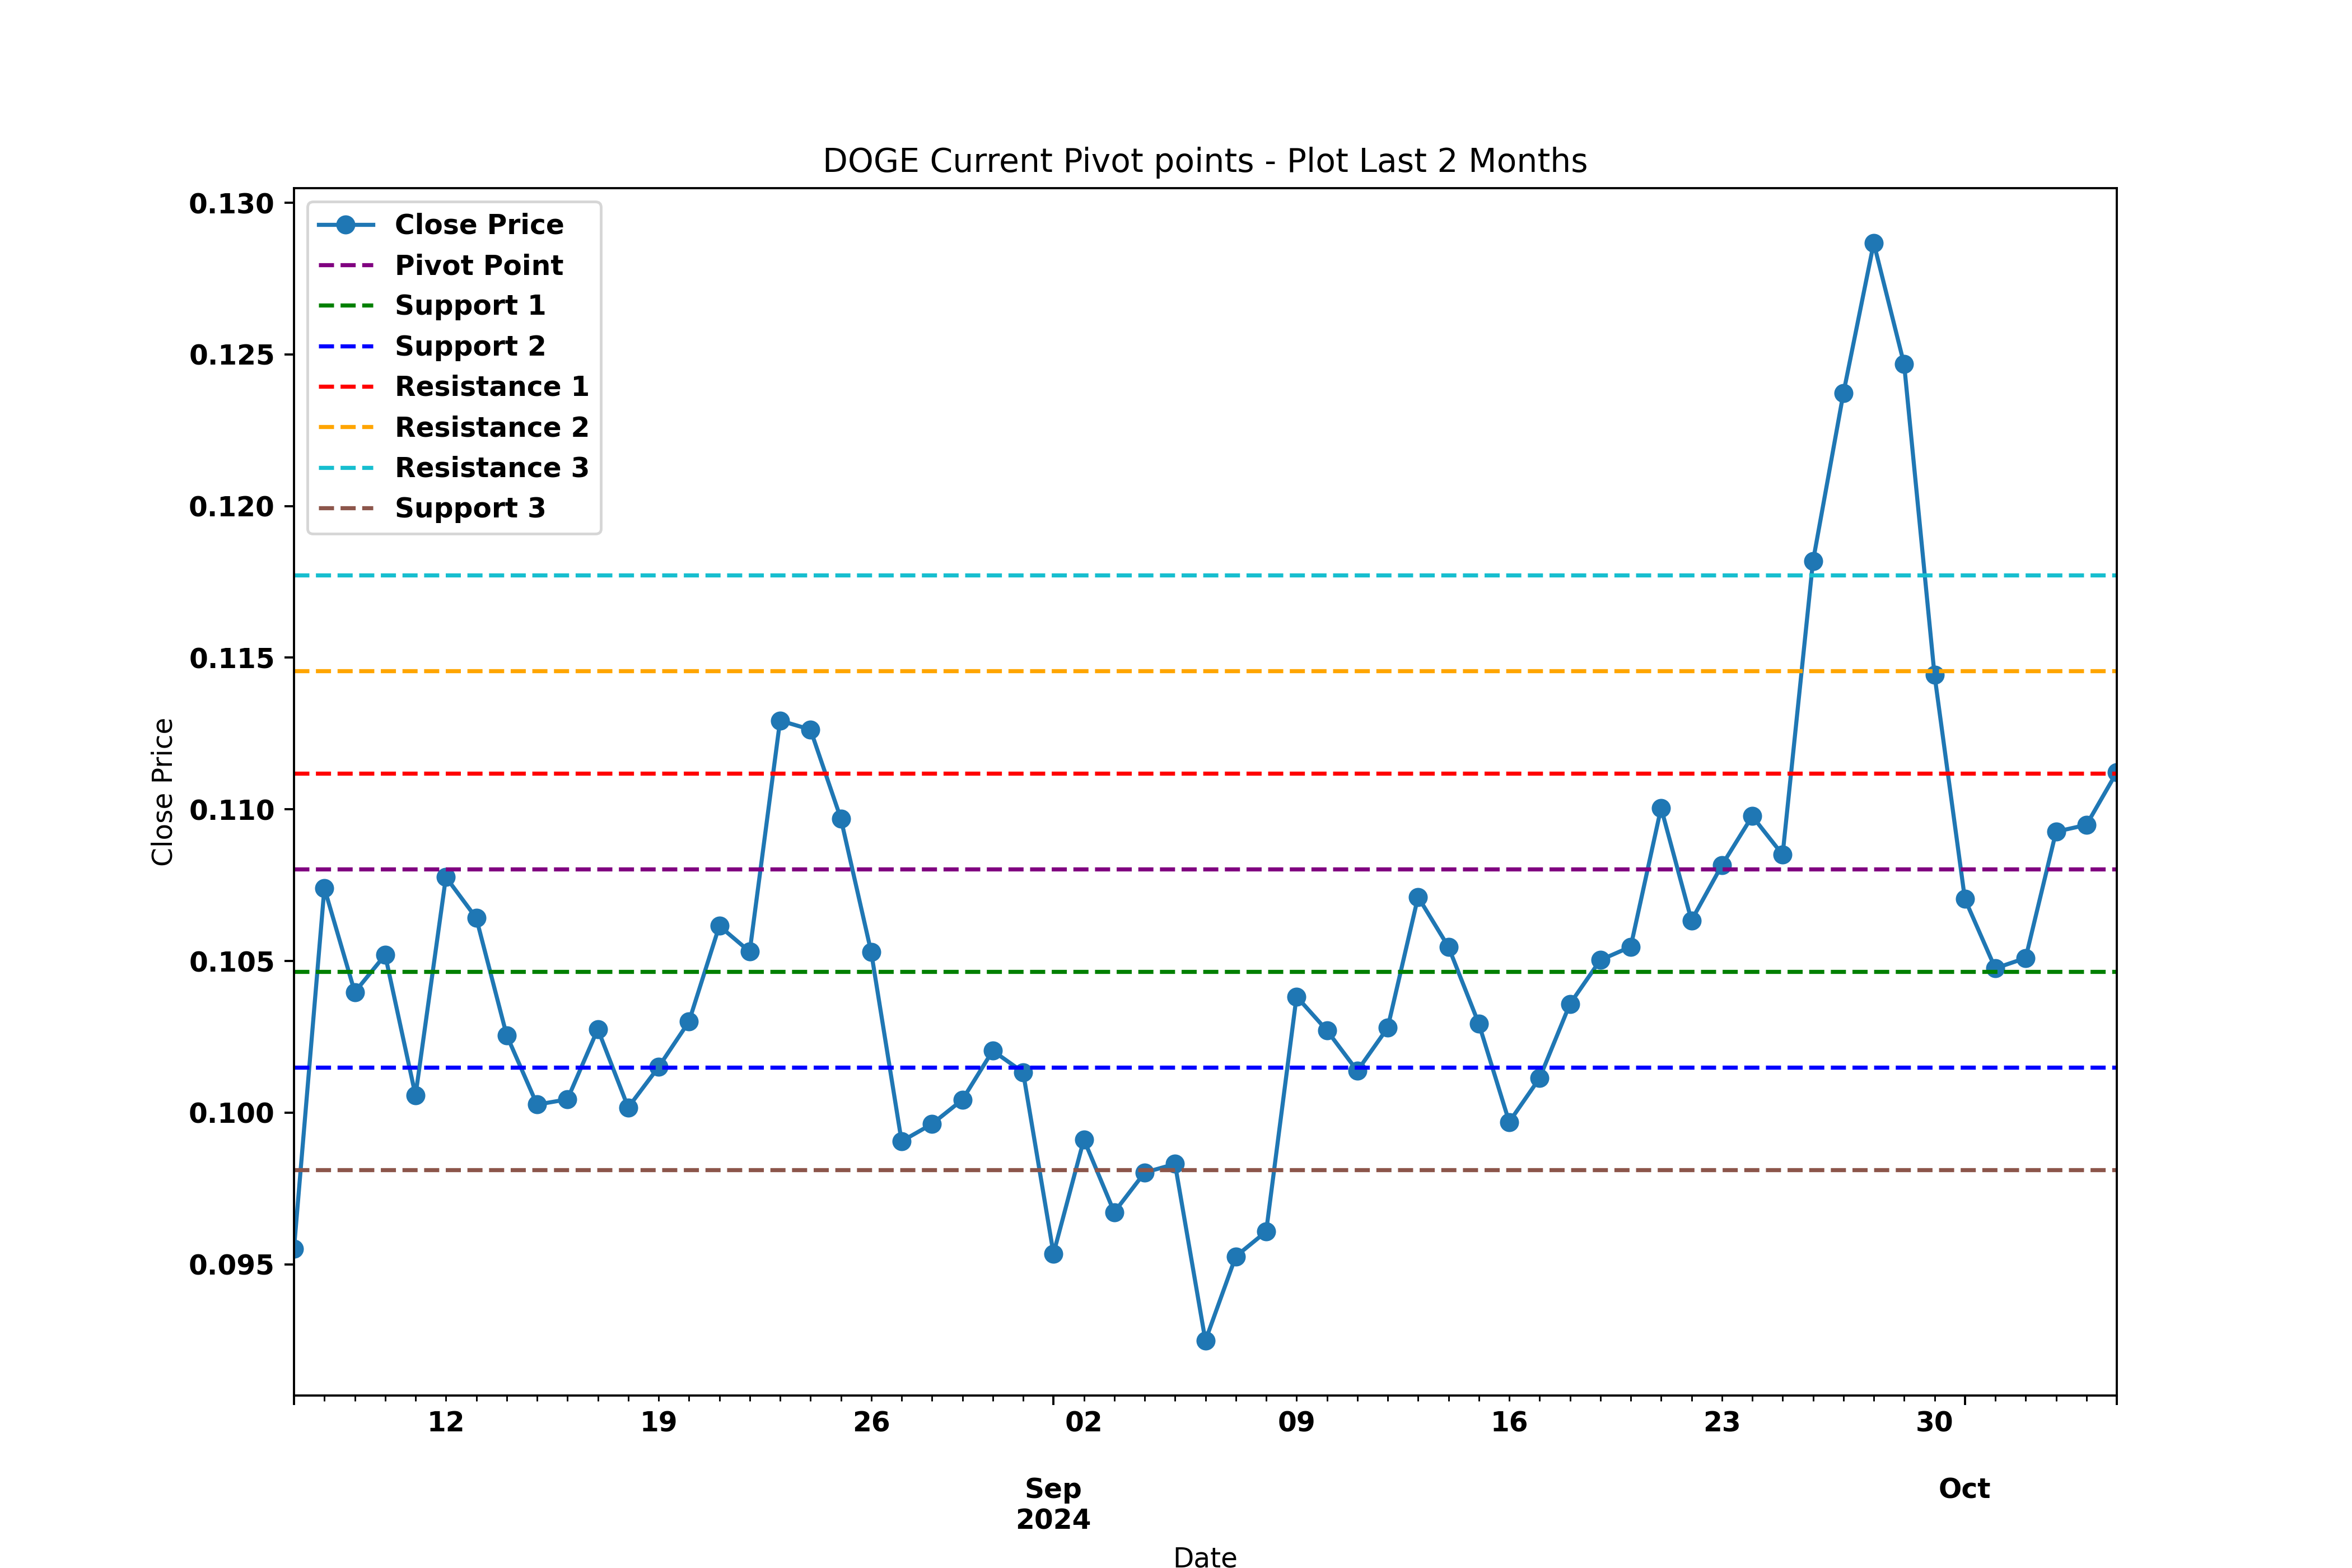 DOGE Current Pivot points - Plot Last 2 Months
0.130
0.125
0.120
0.115
0.110
0.105
0.100
0.095
Close Price
Close Price
Pivot Point
Support 1
Support 2
Resistance 1
Resistance 2
Resistance 3
Support 3
12 19 26 02 09 16 23 30
Sep Oct
2024
Date